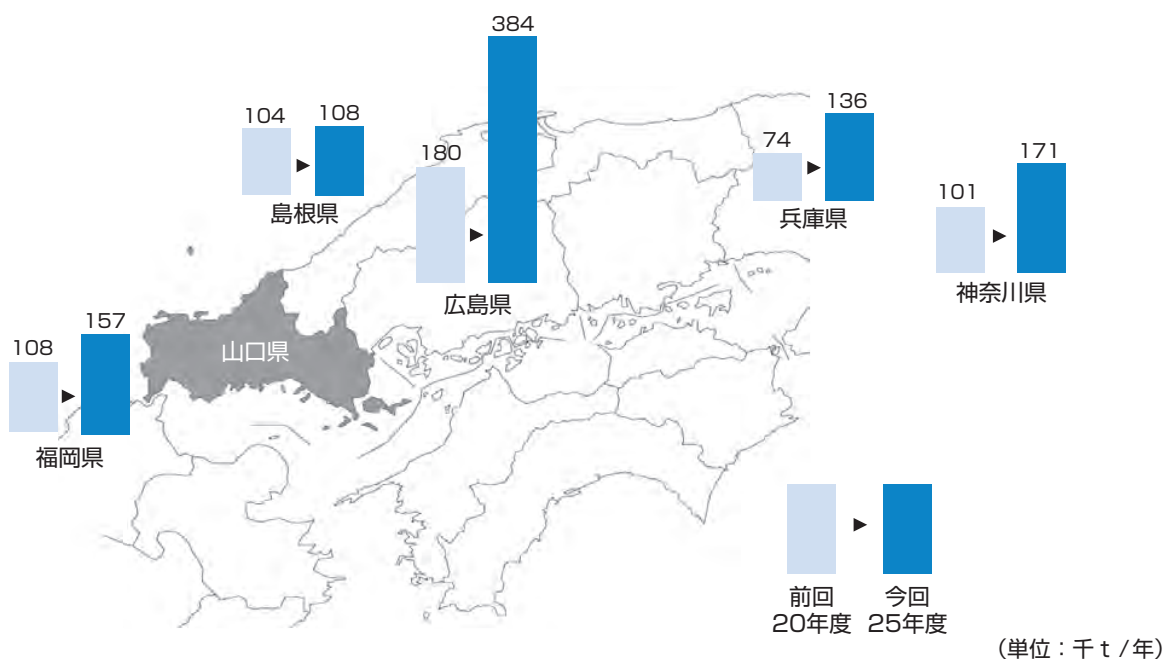 384
180
広島県
104
108
島根県
74
136
兵庫県
101
171
神奈川県
108
157
福岡県
山口県
前回
20年度
今回
25年度
（単位：千ｔ/年）